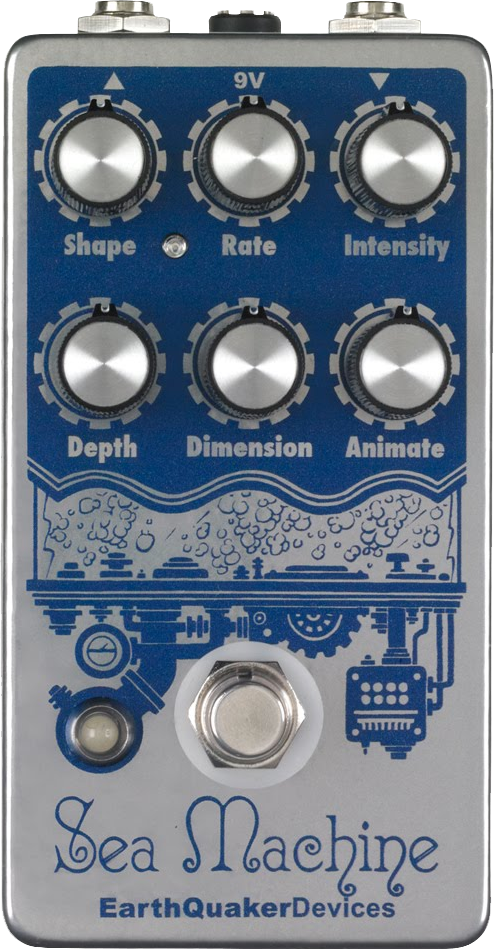 9V
Shape Rate Intensity
Depth Dimension Animate
Sea Machine
EarthQuakerDevices